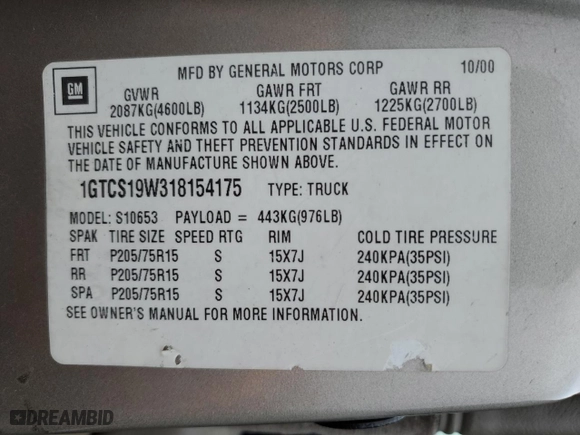 GM
MFD BY GENERAL MOTORS CORP 10/00
GVWR GAWR FRT GAWR RR
2087KG(4600LB) 1134KG(2500LB) 1225KG(2700LB)
THIS VEHICLE CONFORMS TO ALL APPLICABLE U.S. FEDERAL MOTOR
VEHICLE SAFETY AND THEFT PREVENTION STANDARDS IN EFFECT ON
THE DATE OF MANUFACTURE SHOWN ABOVE.
1GTCS19W318154175 TYPE: TRUCK
MODEL: S10653 PAYLOAD = 443KG(976LB)
SPAK TIRE SIZE SPEED RTG RIM COLD TIRE PRESSURE
FRT P205/75R15 S 15X7J 240KPA(35PSI)
RR P205/75R15 S 15X7J 240KPA(35PSI)
SPA P205/75R15 S 15X7J 240KPA(35PSI)
SEE OWNER'S MANUAL FOR MORE INFORMATION.
DREAMBID